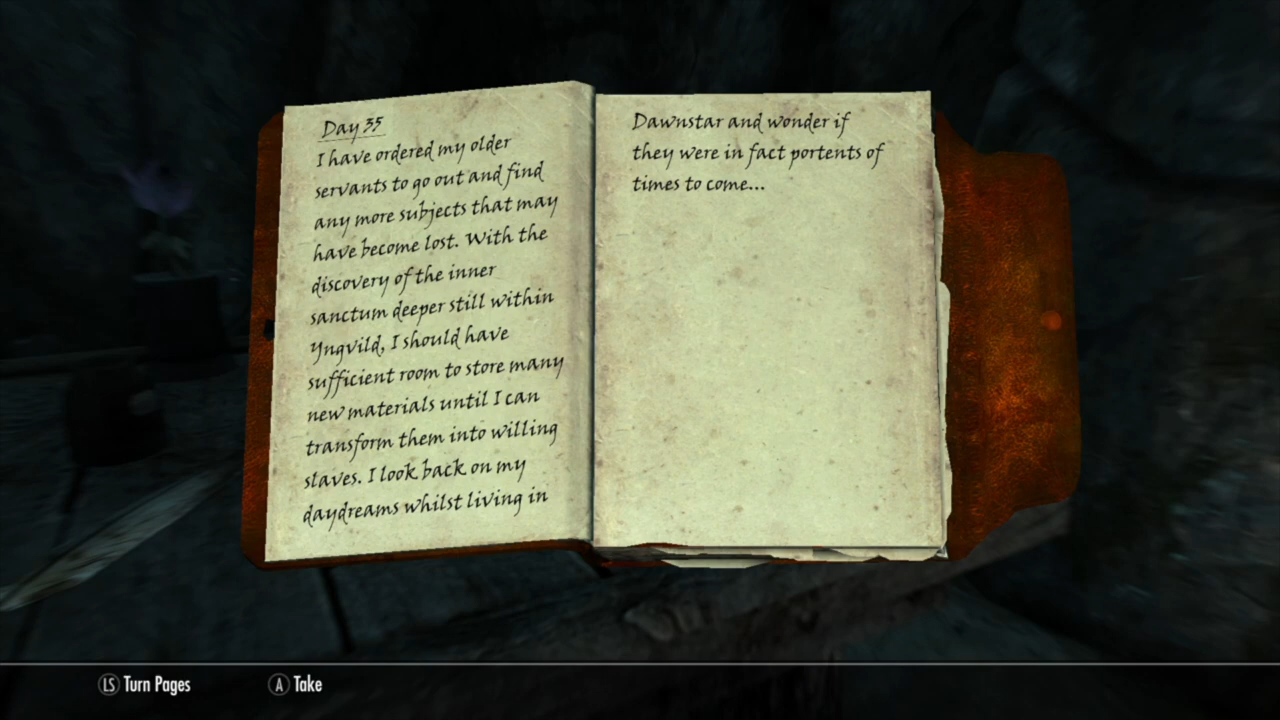 Day 35
I have ordered my older
servants to go out and find
any more subjects that may
have become lost. With the
discovery of the inner
sanctum deeper still within
Yngvild, I should have
sufficient room to store many
new materials until I can
transform them into willing
slaves. I look back on my
daydreams whilst living in
Dawnstar and wonder if
they were in fact portents of
times to come...
LS Turn Pages
A Take